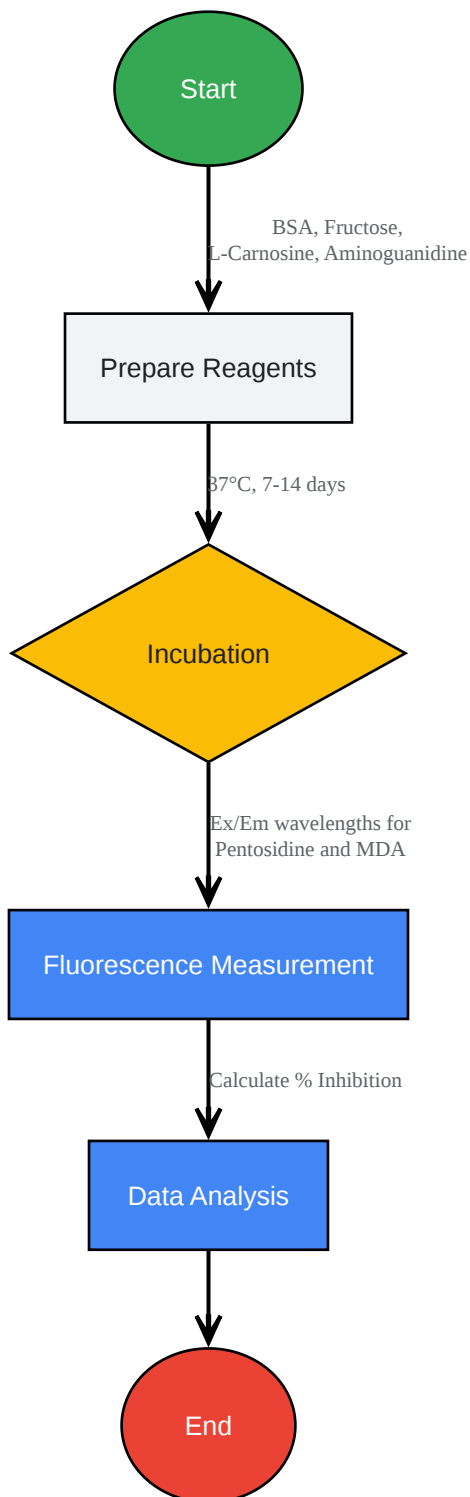 Start
BSA, Fructose,
L-Carnosine, Aminoguanidine
Prepare Reagents
37°C, 7-14 days
Incubation
Ex/Em wavelengths for
Pentosidine and MDA
Fluorescence Measurement
Calculate % Inhibition
Data Analysis
End